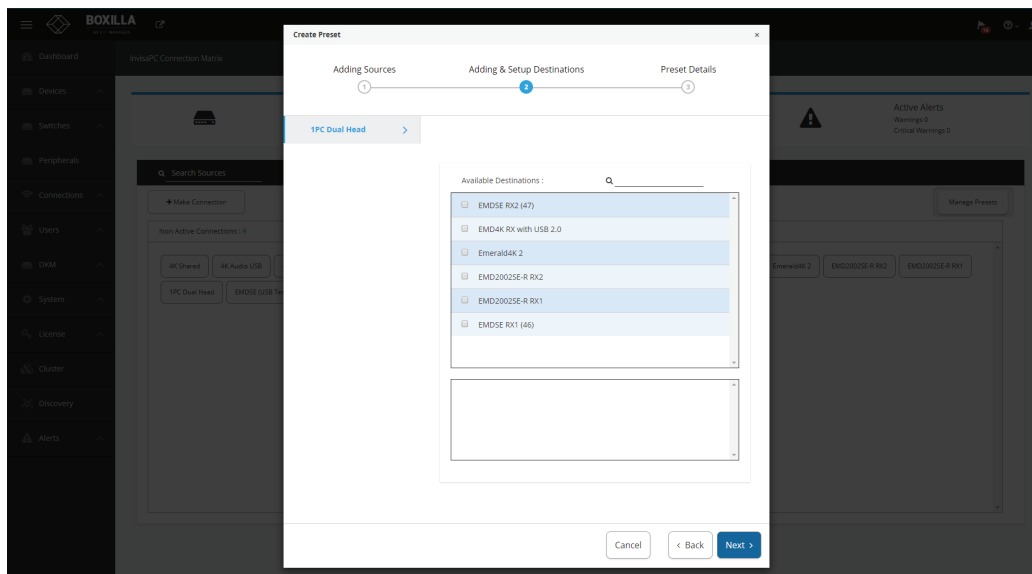 BOXILLA
16
Dashboard
InvisaPC Connection Matrix
Devices
Switches
Peripherals
Connections
Users
DKM
System
License
Cluster
Discovery
Alerts
Search Sources
Make Connection
Non Active Connections :
4K Shared
4K Audio USB
1PC Dual Head
EMDSE (USB Te
Create Preset
×
Adding Sources
Adding & Setup Destinations
Preset Details
1
2
3
1PC Dual Head
Available Destinations :
EMDSE RX2 (47)
EMD4K RX with USB 2.0
Emerald4K 2
EMD2002SE-R RX2
EMD2002SE-R RX1
EMDSE RX1 (46)
Cancel
< Back
Next >
Active Alerts
Warnings 0
Critical Warnings 0
Manage Presets
Emerald4K 2
EMD2002SE-R RX2
EMD2002SE-R RX1